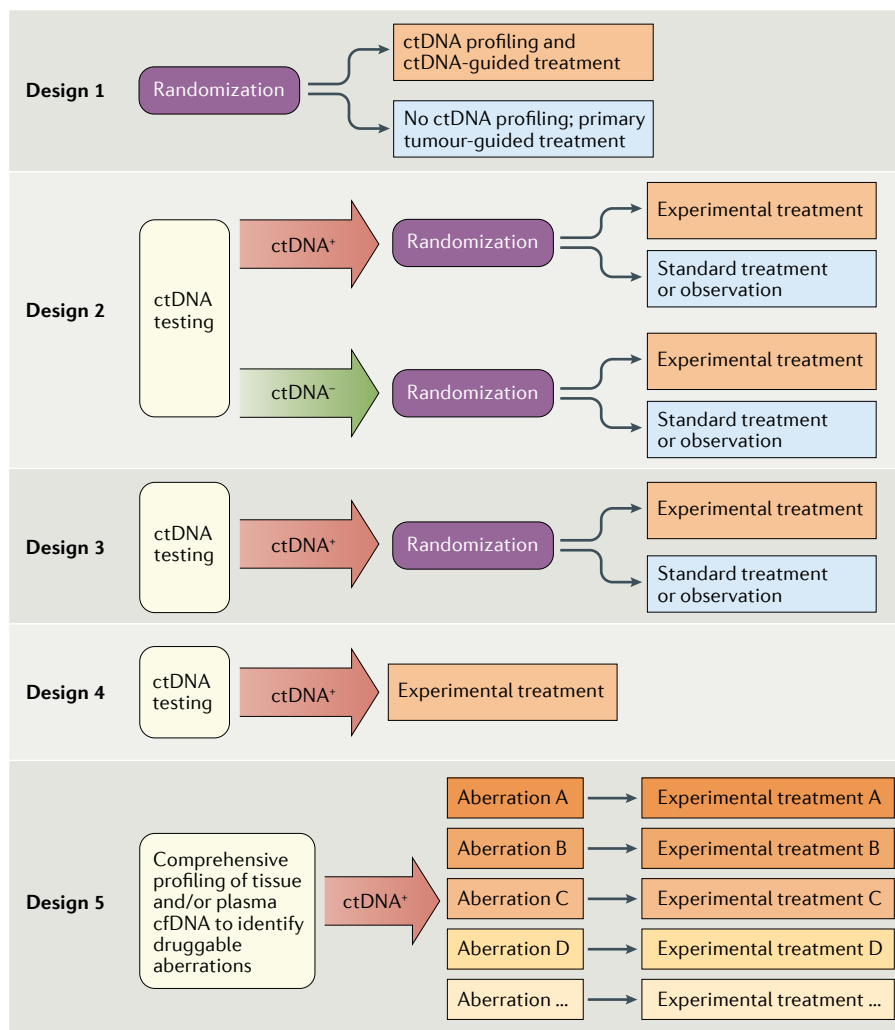 Design 1
Randomization
ctDNA profiling and
ctDNA-guided treatment
No ctDNA profiling; primary
tumour-guided treatment
Design 2
ctDNA
testing
ctDNA⁺
Randomization
Experimental treatment
Standard treatment
or observation
ctDNA⁻
Randomization
Experimental treatment
Standard treatment
or observation
Design 3
ctDNA
testing
ctDNA⁺
Randomization
Experimental treatment
Standard treatment
or observation
Design 4
ctDNA
testing
ctDNA⁺
Experimental treatment
Design 5
Comprehensive
profiling of tissue
and/or plasma
cfDNA to identify
druggable
aberrations
ctDNA⁺
Aberration A
Experimental treatment A
Aberration B
Experimental treatment B
Aberration C
Experimental treatment C
Aberration D
Experimental treatment D
Aberration ...
Experimental treatment ...